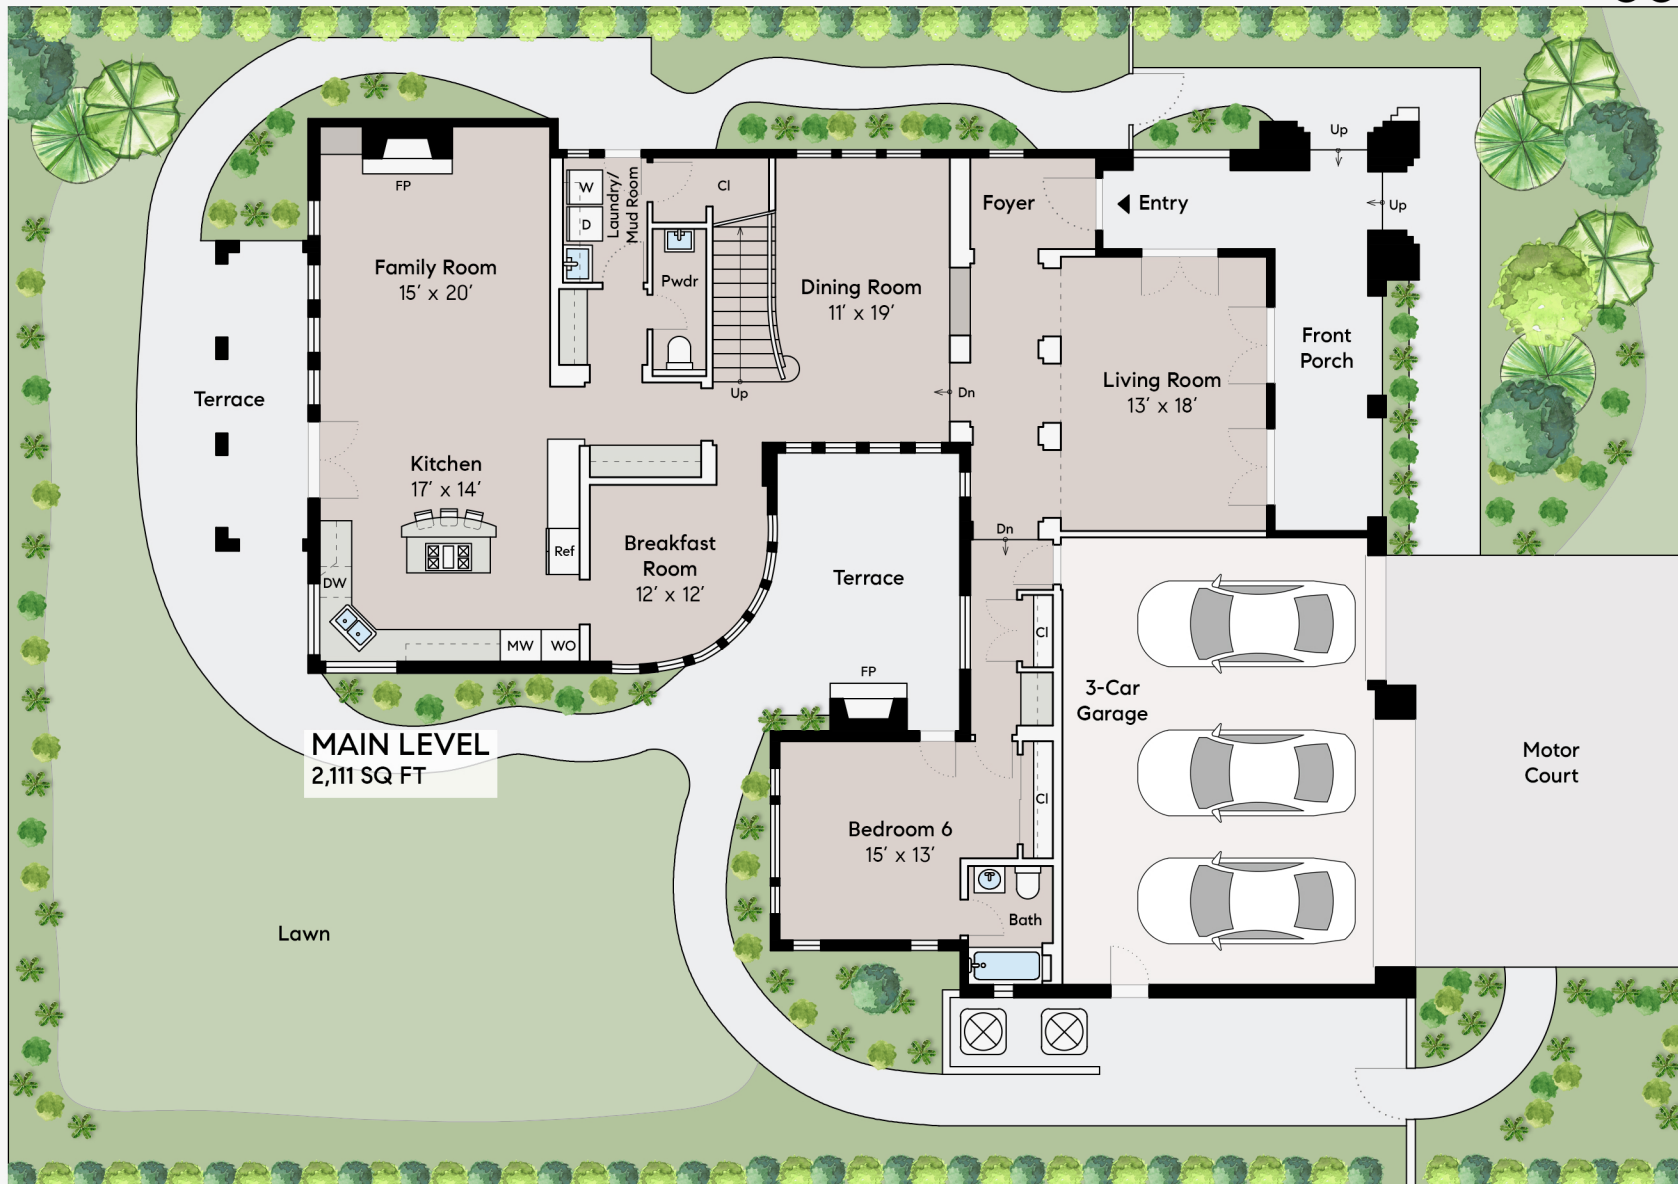 Up
FP
W
Laundry/
Mud Room
Cl
D
Foyer
Entry
Up
Family Room
15' x 20'
Pwdr
Dining Room
11' x 19'
Front
Porch
Terrace
Up
Dn
Living Room
13' x 18'
Kitchen
17' x 14'
Dn
Ref
Breakfast
Room
12' x 12'
Terrace
DW
MW
WO
Cl
FP
3-Car
Garage
MAIN LEVEL
2,111 SQ FT
Motor
Court
Cl
Bedroom 6
15' x 13'
Bath
Lawn